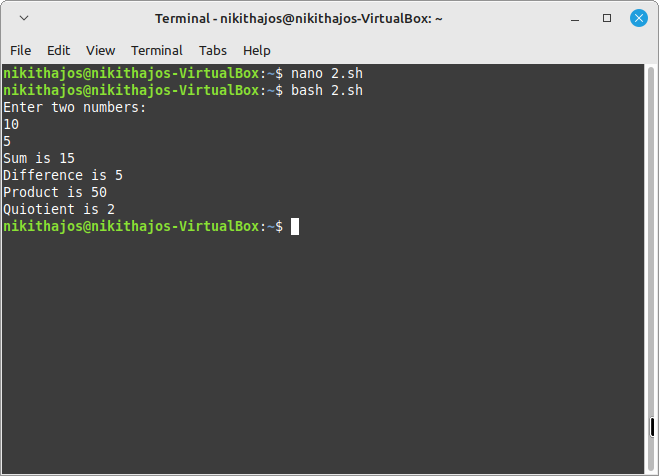 Terminal - nikithajos@nikithajos-VirtualBox: ~
File Edit View Terminal Tabs Help
nikithajos@nikithajos-VirtualBox:~$ nano 2.sh
nikithajos@nikithajos-VirtualBox:~$ bash 2.sh
Enter two numbers:
10
5
Sum is 15
Difference is 5
Product is 50
Quiotient is 2
nikithajos@nikithajos-VirtualBox:~$